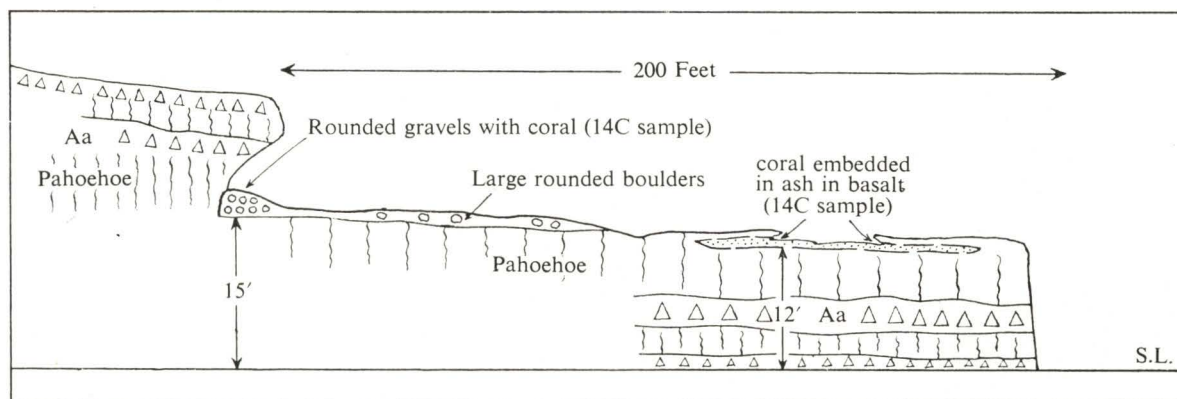 200 Feet
Rounded gravels with coral (14C sample)
Aa
Pahoehoe
Large rounded boulders
coral embedded
in ash in basalt
(14C sample)
Pahoehoe
15′
12′
Aa
S.L.